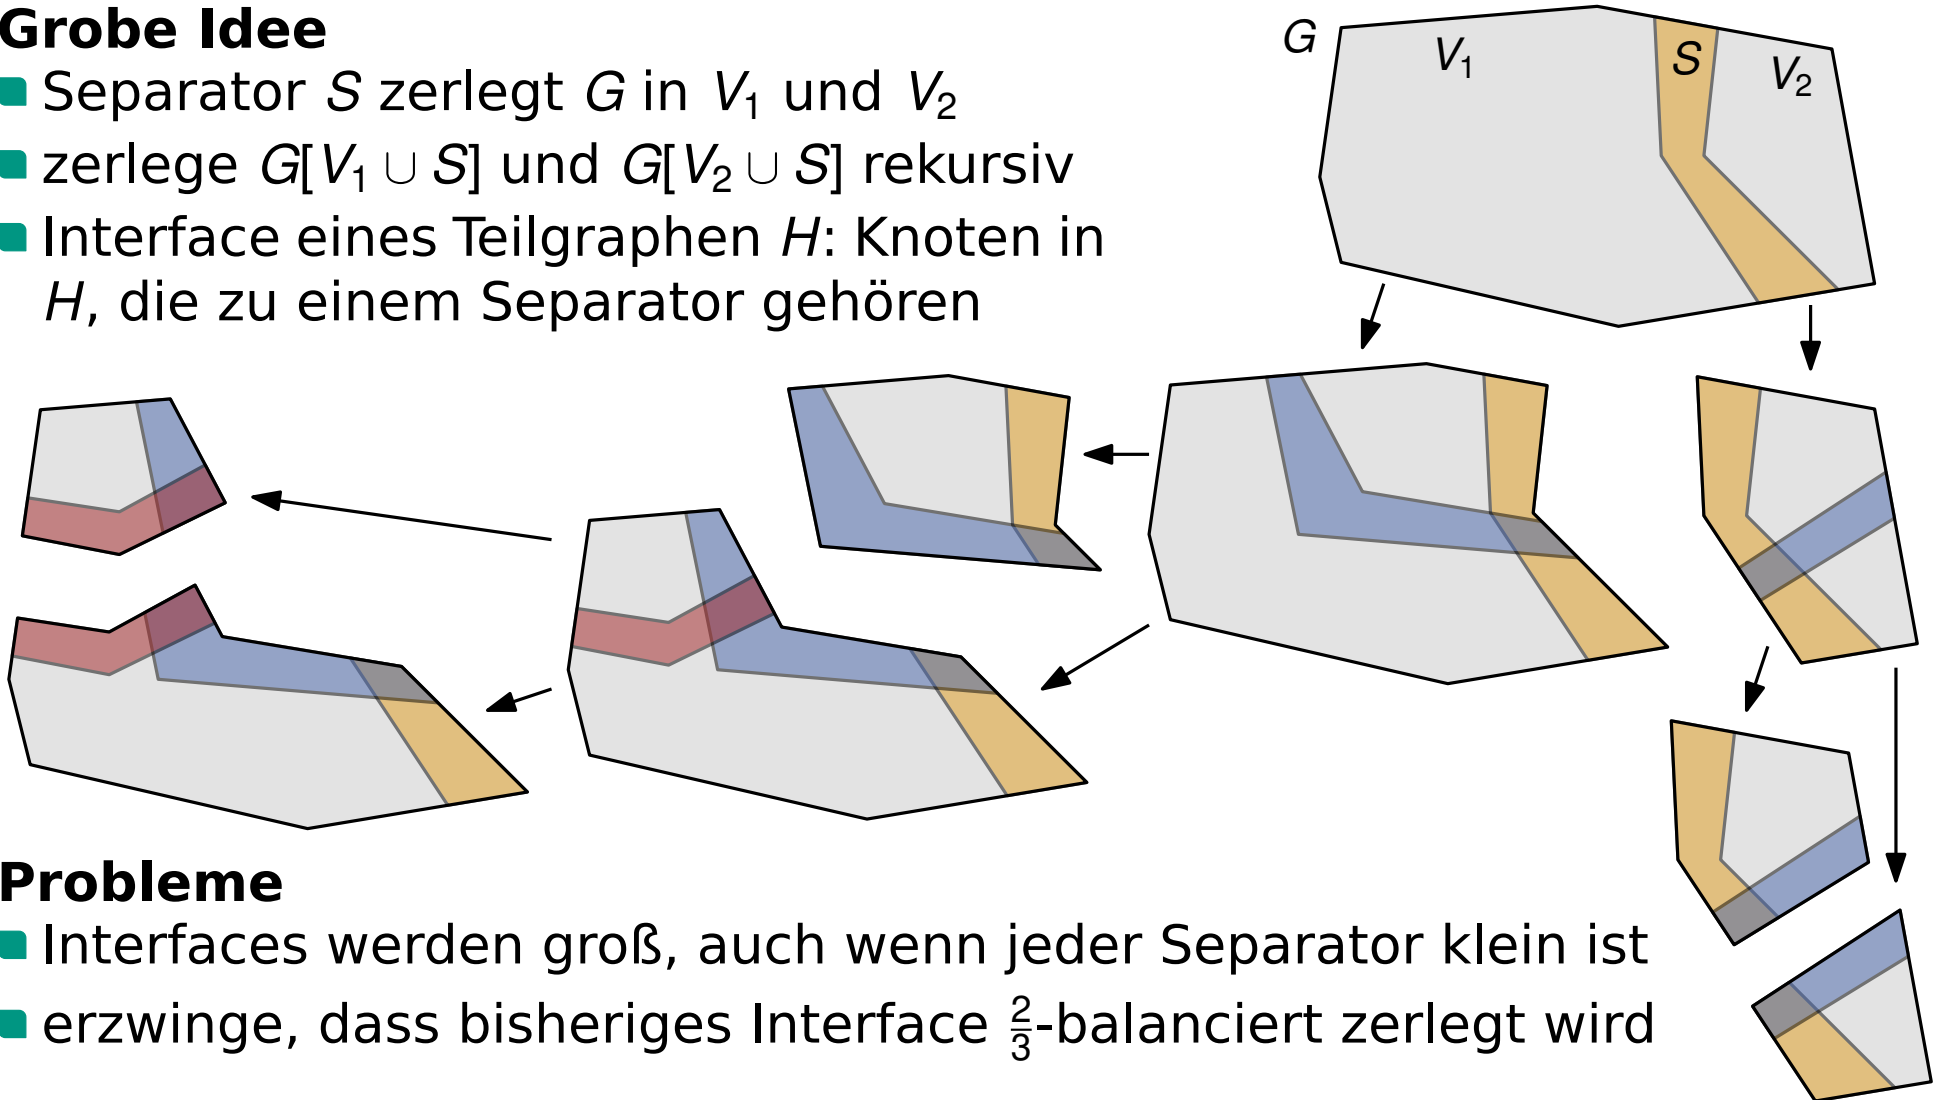 Grobe Idee
Separator S zerlegt G in V₁ und V₂
zerlege G[V₁ ∪ S] und G[V₂ ∪ S] rekursiv
Interface eines Teilgraphen H: Knoten in
H, die zu einem Separator gehören
G
V₁
S
V₂
Probleme
Interfaces werden groß, auch wenn jeder Separator klein ist
erzwinge, dass bisheriges Interface 2/3-balanciert zerlegt wird